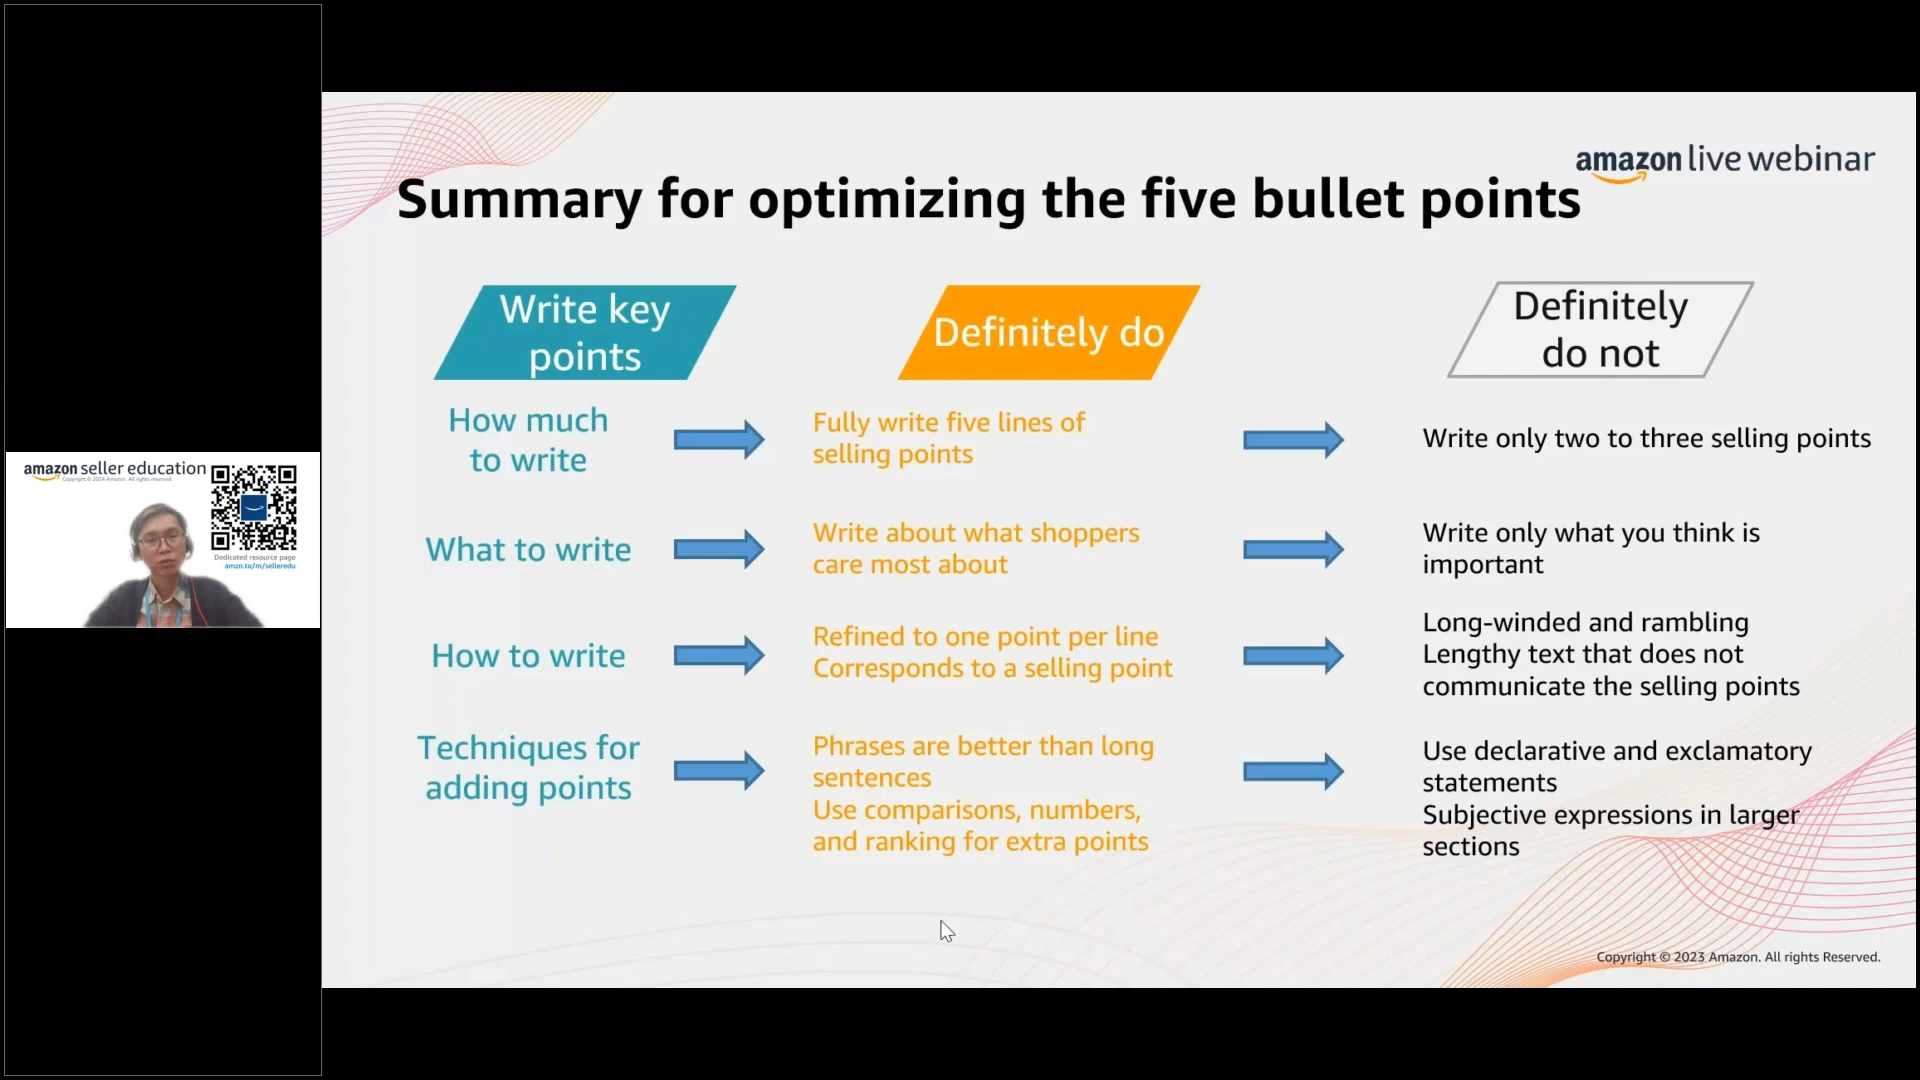 amazon live webinar
Summary for optimizing the five bullet points
Write key
points
Definitely do
Definitely
do not
How much
to write
Fully write five lines of
selling points
Write only two to three selling points
What to write
Write about what shoppers
care most about
Write only what you think is
important
How to write
Refined to one point per line
Corresponds to a selling point
Long-winded and rambling
Lengthy text that does not
communicate the selling points
Techniques for
adding points
Phrases are better than long
sentences
Use comparisons, numbers,
and ranking for extra points
Use declarative and exclamatory
statements
Subjective expressions in larger
sections
Copyright © 2023 Amazon. All rights Reserved.
amazon seller education
Copyright © 2024 Amazon. All rights reserved.
Dedicated resource page
amzn.to/m/selleredu